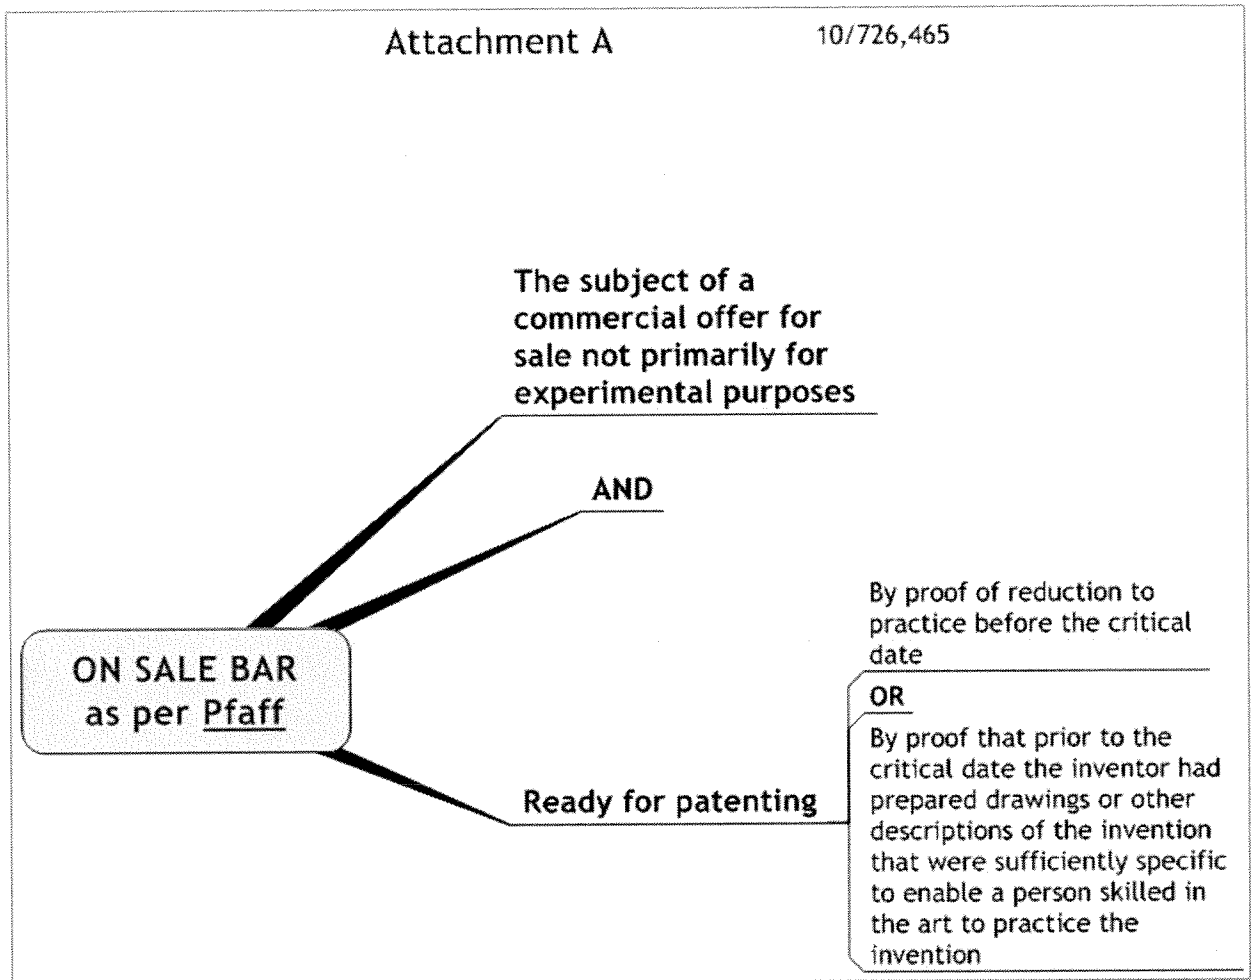 Attachment A
10/726,465
The subject of a
commercial offer for
sale not primarily for
experimental purposes
AND
ON SALE BAR
as per Pfaff
Ready for patenting
By proof of reduction to
practice before the critical
date
OR
By proof that prior to the
critical date the inventor had
prepared drawings or other
descriptions of the invention
that were sufficiently specific
to enable a person skilled in
the art to practice the
invention